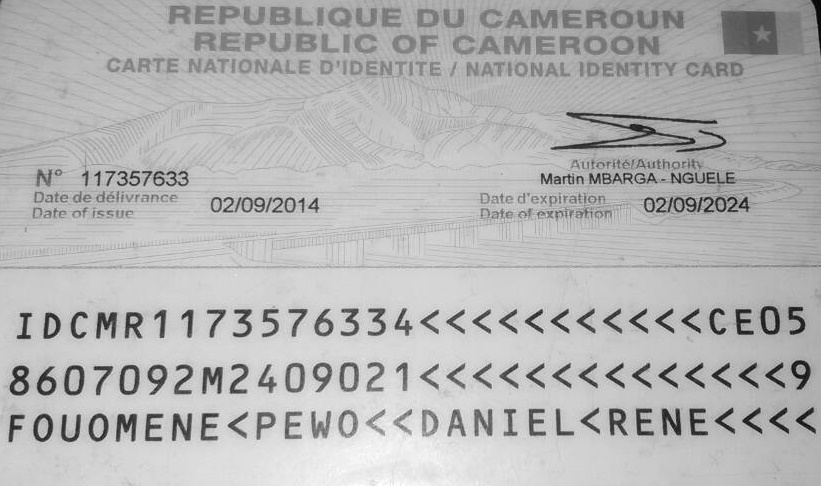 REPUBLIQUE DU CAMEROUN
REPUBLIC OF CAMEROON
CARTE NATIONALE D'IDENTITE / NATIONAL IDENTITY CARD
N° 117357633
Autorité/Authority
Martin MBARGA - NGUELE
Date de délivrance
Date of issue
02/09/2014
Date d'expiration
Date of expiration
02/09/2024
IDCMR1173576334<<<<<<<<<<<CE05
8607092M2409021<<<<<<<<<<<<<<9
FOUOMENE<PEWO<<DANIEL<RENE<<<<